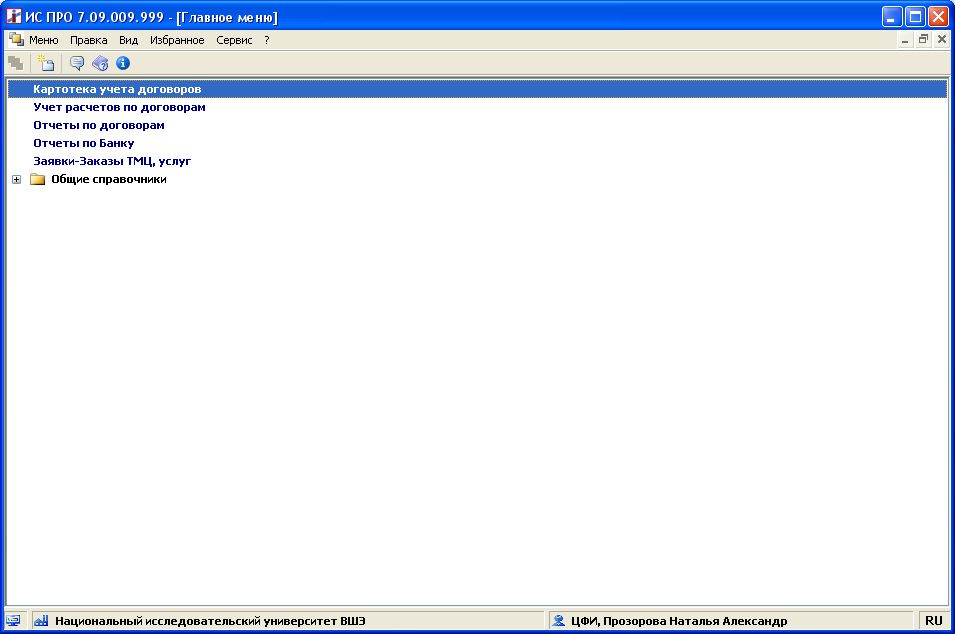 ИС ПРО 7.09.009.999 - [Главное меню]
Меню Правка Вид Избранное Сервис ?
Картотека учета договоров
Учет расчетов по договорам
Отчеты по договорам
Отчеты по Банку
Заявки-Заказы ТМЦ, услуг
Общие справочники
Национальный исследовательский университет ВШЭ ЦФИ, Прозорова Наталья Александр RU